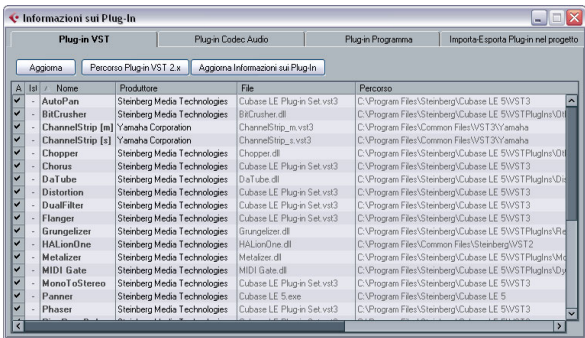 Informazioni sui Plug-In
Plug-in VST Plug-in Codec Audio Plug-in Programma Importa-Esporta Plug-in nel progetto
Aggiorna Percorso Plug-in VST 2.x Aggiorna Informazioni sui Plug-In
A Nome Produttore File Percorso
- AutoPan Steinberg Media Technologies Cubase LE Plug-in Set.vst3 C:\Program Files\Steinberg\Cubase LE 5\VST3
- BitCrusher Steinberg Media Technologies BitCrusher.dll C:\Program Files\Steinberg\Cubase LE 5\VSTPlugIns\Oth
- ChannelStrip [m] Yamaha Corporation ChannelStrip_m.vst3 C:\Program Files\Common Files\VST3\Yamaha
- ChannelStrip [s] Yamaha Corporation ChannelStrip_s.vst3 C:\Program Files\Common Files\VST3\Yamaha
- Chopper Steinberg Media Technologies Chopper.dll C:\Program Files\Steinberg\Cubase LE 5\VSTPlugIns\Oth
- Chorus Steinberg Media Technologies Cubase LE Plug-in Set.vst3 C:\Program Files\Steinberg\Cubase LE 5\VST3
- DaTube Steinberg Media Technologies DaTube.dll C:\Program Files\Steinberg\Cubase LE 5\VSTPlugIns\Dis
- Distortion Steinberg Media Technologies Cubase LE Plug-in Set.vst3 C:\Program Files\Steinberg\Cubase LE 5\VST3
- DualFilter Steinberg Media Technologies Cubase LE Plug-in Set.vst3 C:\Program Files\Steinberg\Cubase LE 5\VST3
- Flanger Steinberg Media Technologies Cubase LE Plug-in Set.vst3 C:\Program Files\Steinberg\Cubase LE 5\VST3
- Grungelizer Steinberg Media Technologies Grungelizer.dll C:\Program Files\Steinberg\Cubase LE 5\VSTPlugIns\Re
- HALionOne Steinberg Media Technologies HALionOne.dll C:\Program Files\Common Files\Steinberg\VST2
- Metalizer Steinberg Media Technologies Metalizer.dll C:\Program Files\Steinberg\Cubase LE 5\VSTPlugIns\Mo
- MIDI Gate Steinberg Media Technologies MIDI Gate.dll C:\Program Files\Steinberg\Cubase LE 5\VSTPlugIns\Dy
- MonoToStereo Steinberg Media Technologies Cubase LE Plug-in Set.vst3 C:\Program Files\Steinberg\Cubase LE 5\VST3
- Panner Steinberg Media Technologies Cubase LE 5.exe C:\Program Files\Steinberg\Cubase LE 5
- Phaser Steinberg Media Technologies Cubase LE Plug-in Set.vst3 C:\Program Files\Steinberg\Cubase LE 5\VST3